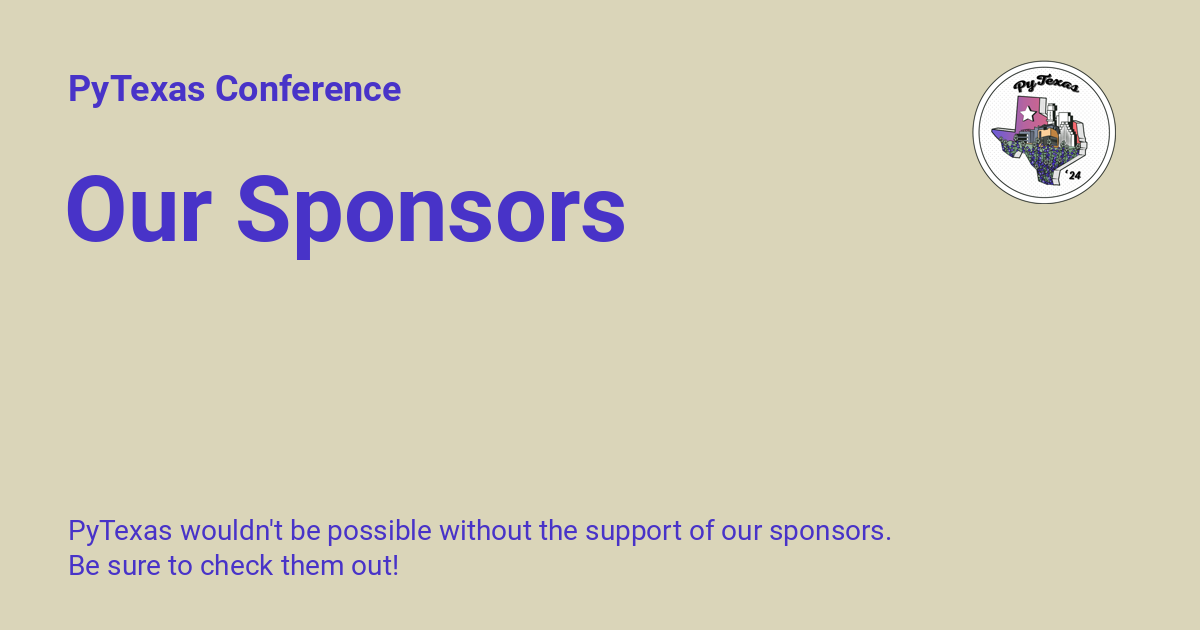 PyTexas Conference
PyTexas
Our Sponsors
'24
PyTexas wouldn't be possible without the support of our sponsors.
Be sure to check them out!